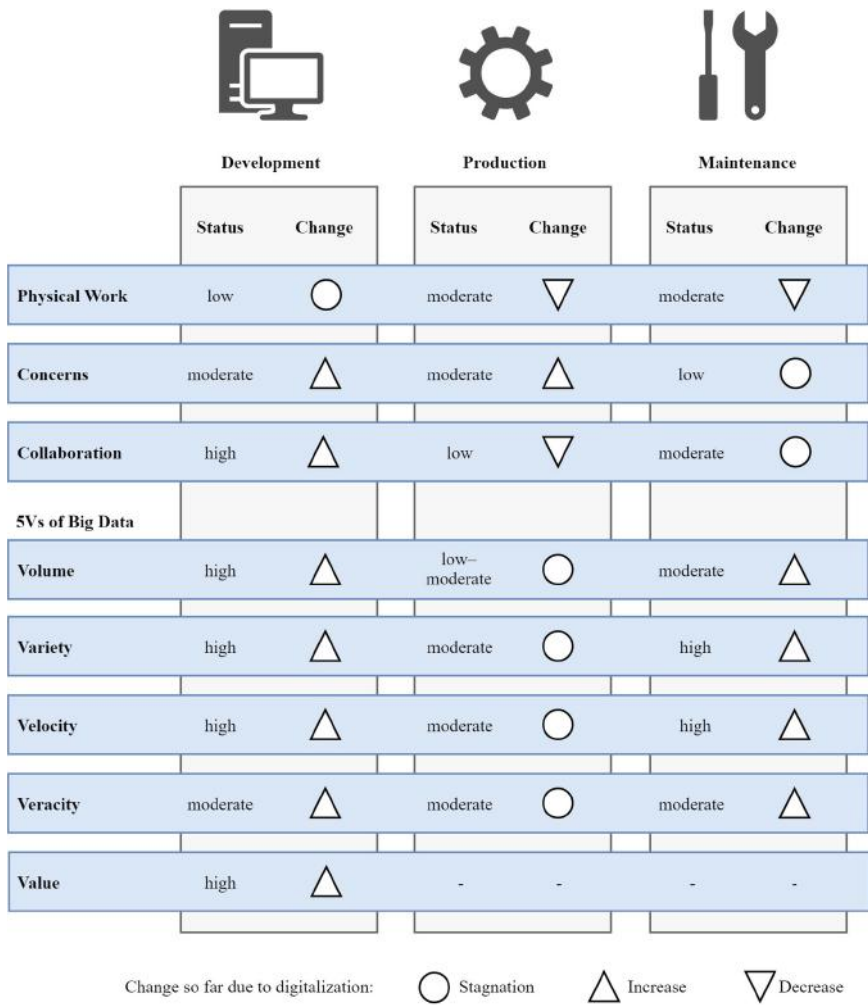 Development Production Maintenance
Status Change Status Change Status Change
Physical Work low moderate moderate
Concerns moderate moderate low
Collaboration high low moderate
5Vs of Big Data
Volume high low–
moderate moderate
Variety high moderate high
Velocity high moderate high
Veracity moderate moderate moderate
Value high - - - -
Change so far due to digitalization: Stagnation Increase Decrease